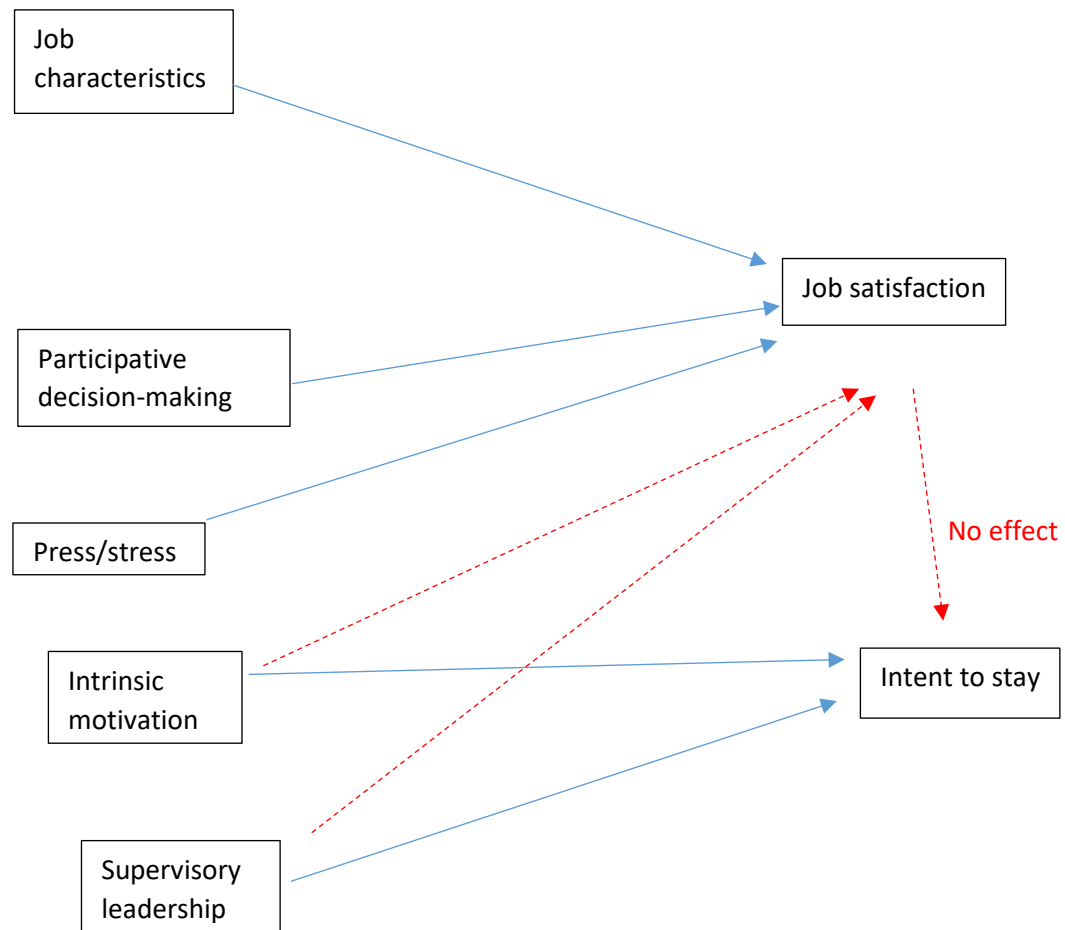 Job
characteristics
Job satisfaction
Participative
decision-making
No effect
Press/stress
Intrinsic
motivation
Intent to stay
Supervisory
leadership